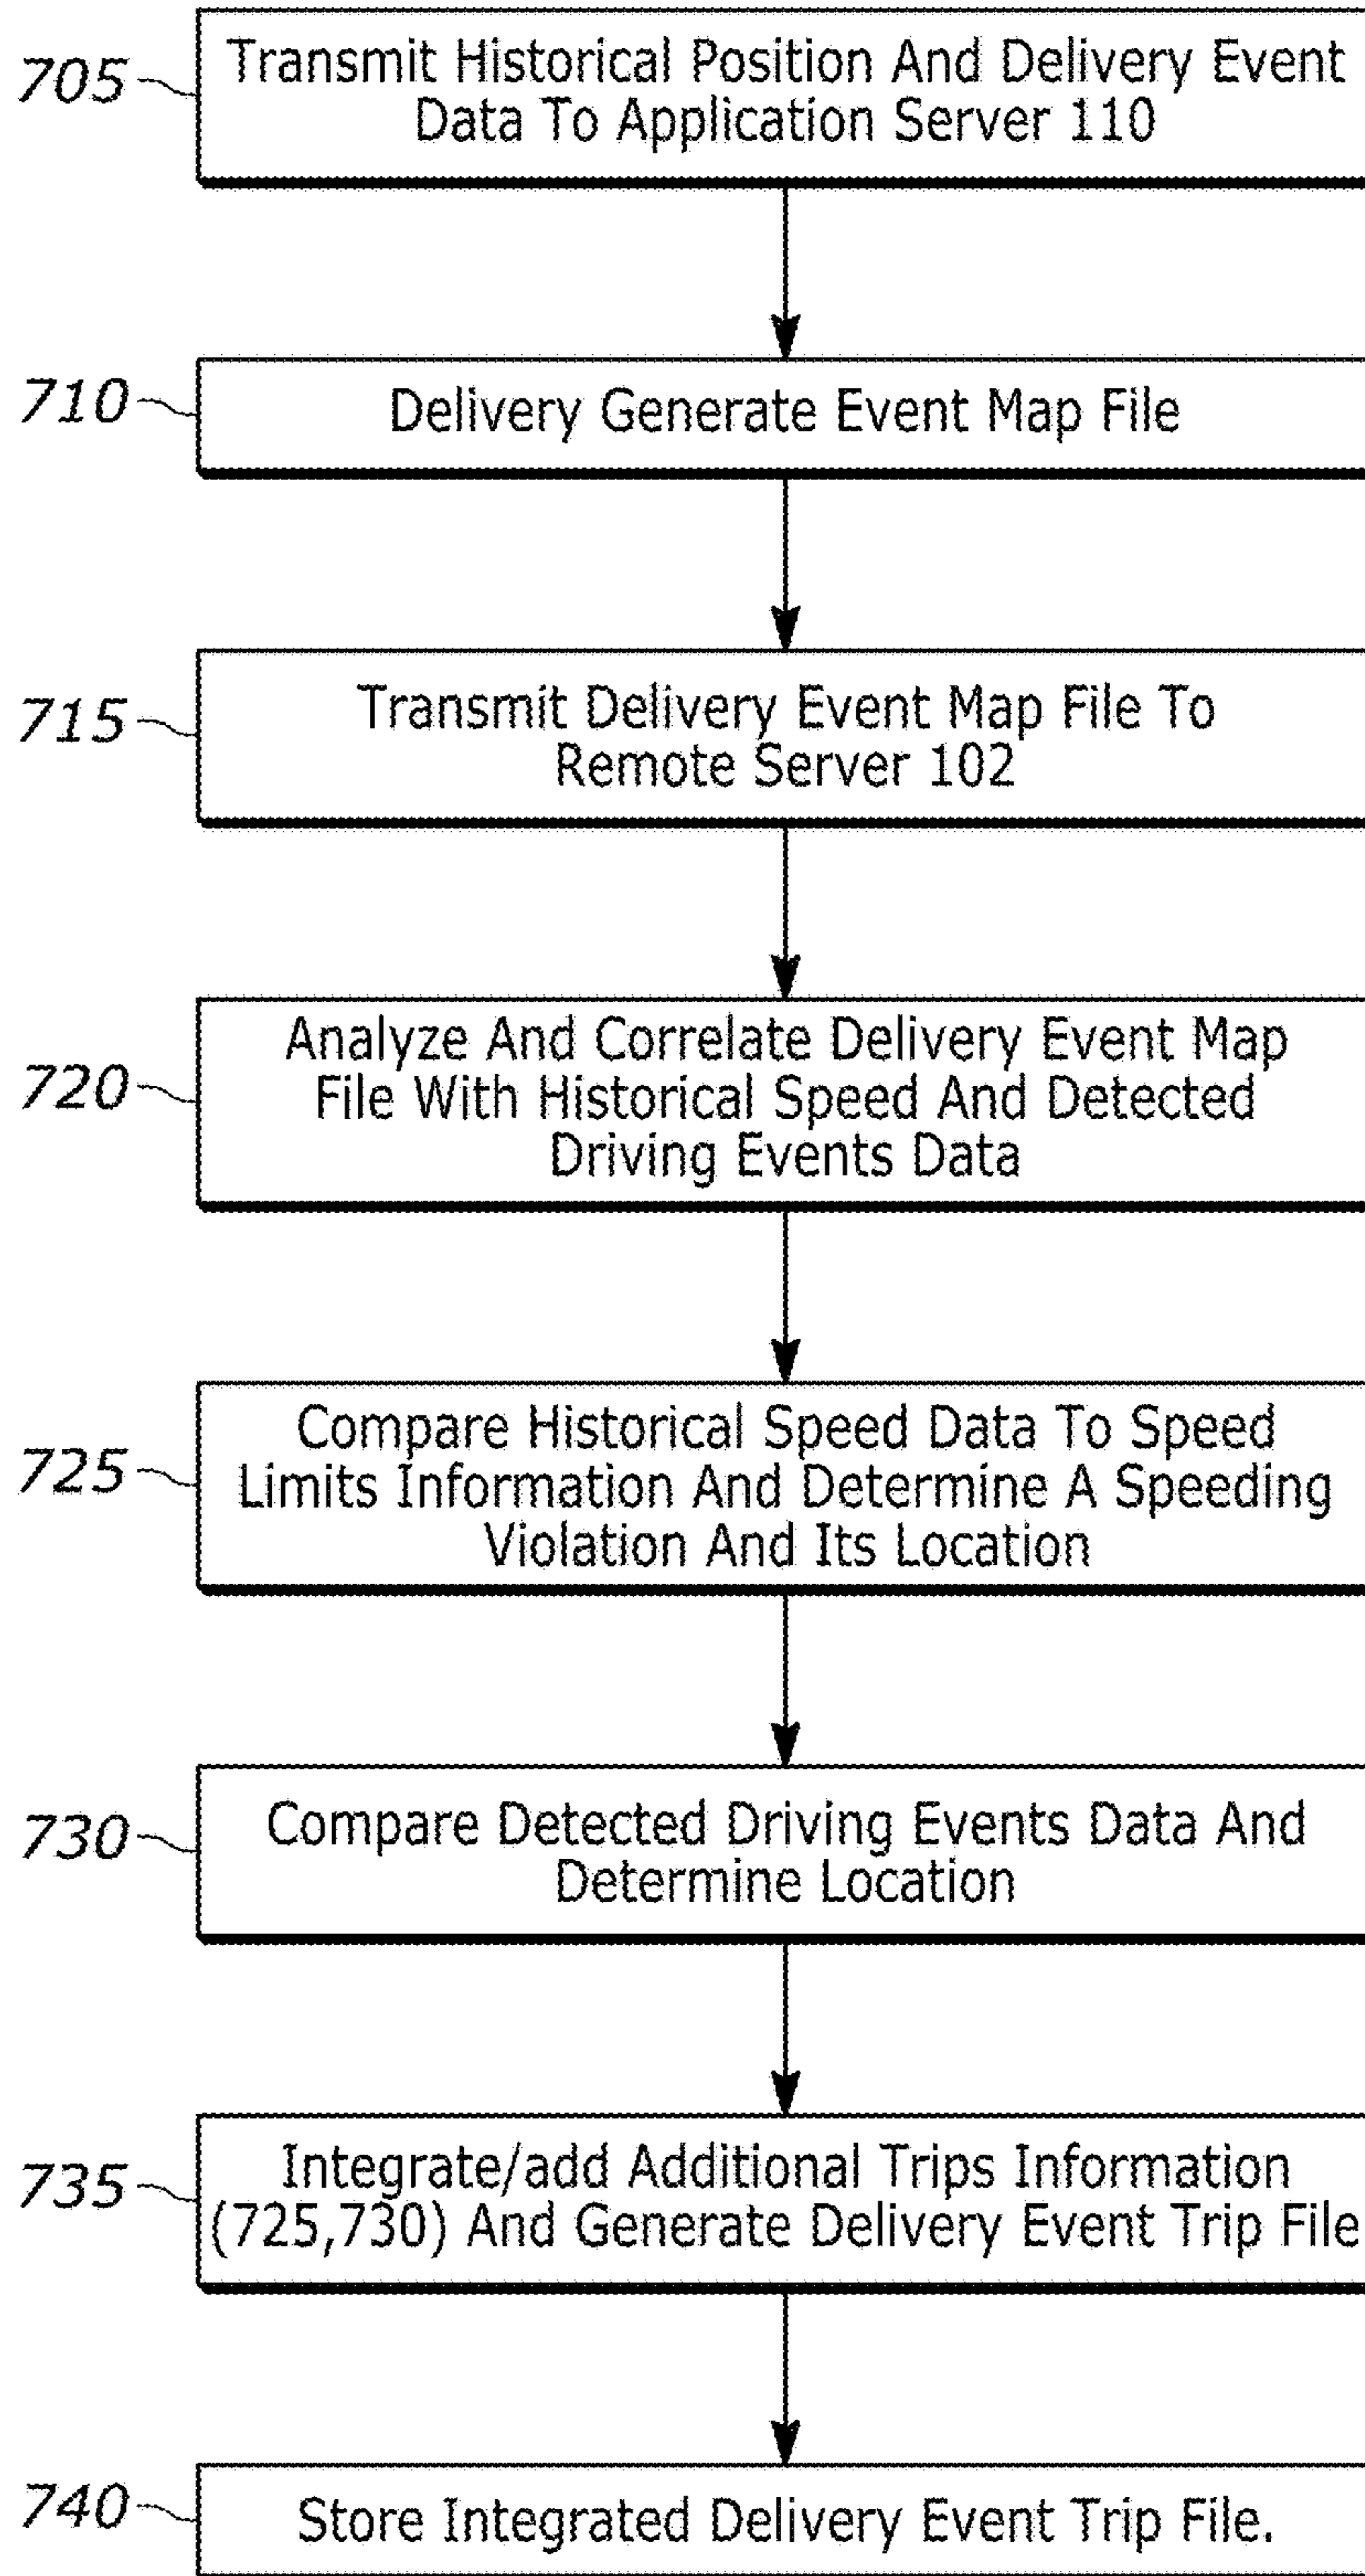 705
Transmit Historical Position And Delivery Event
Data To Application Server 110
710
Delivery Generate Event Map File
715
Transmit Delivery Event Map File To
Remote Server 102
720
Analyze And Correlate Delivery Event Map
File With Historical Speed And Detected
Driving Events Data
725
Compare Historical Speed Data To Speed
Limits Information And Determine A Speeding
Violation And Its Location
730
Compare Detected Driving Events Data And
Determine Location
735
Integrate/add Additional Trips Information
(725,730) And Generate Delivery Event Trip File
740
Store Integrated Delivery Event Trip File.